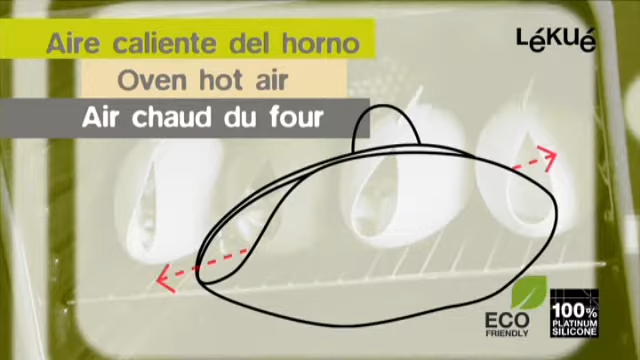 Aire caliente del horno
LéKué
Oven hot air
Air chaud du four
ECO
FRIENDLY
100%
PLATINUM
SILICONE